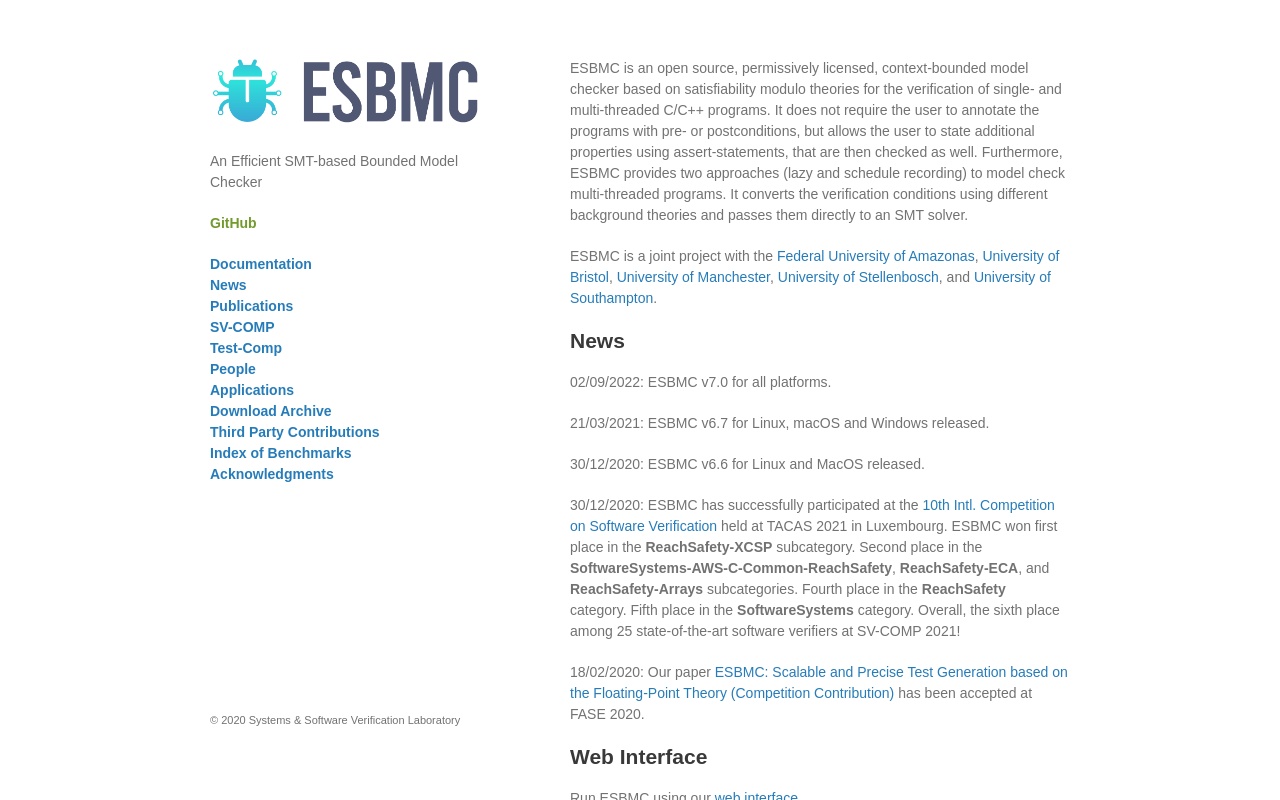 ESBMC
An Efficient SMT-based Bounded Model
Checker
GitHub
Documentation
News
Publications
SV-COMP
Test-Comp
People
Applications
Download Archive
Third Party Contributions
Index of Benchmarks
Acknowledgments
© 2020 Systems & Software Verification Laboratory
ESBMC is an open source, permissively licensed, context-bounded model
checker based on satisfiability modulo theories for the verification of single- and
multi-threaded C/C++ programs. It does not require the user to annotate the
programs with pre- or postconditions, but allows the user to state additional
properties using assert-statements, that are then checked as well. Furthermore,
ESBMC provides two approaches (lazy and schedule recording) to model check
multi-threaded programs. It converts the verification conditions using different
background theories and passes them directly to an SMT solver.
ESBMC is a joint project with the Federal University of Amazonas, University of
Bristol, University of Manchester, University of Stellenbosch, and University of
Southampton.
News
02/09/2022: ESBMC v7.0 for all platforms.
21/03/2021: ESBMC v6.7 for Linux, macOS and Windows released.
30/12/2020: ESBMC v6.6 for Linux and MacOS released.
30/12/2020: ESBMC has successfully participated at the 10th Intl. Competition
on Software Verification held at TACAS 2021 in Luxembourg. ESBMC won first
place in the ReachSafety-XCSP subcategory. Second place in the
SoftwareSystems-AWS-C-Common-ReachSafety, ReachSafety-ECA, and
ReachSafety-Arrays subcategories. Fourth place in the ReachSafety
category. Fifth place in the SoftwareSystems category. Overall, the sixth place
among 25 state-of-the-art software verifiers at SV-COMP 2021!
18/02/2020: Our paper ESBMC: Scalable and Precise Test Generation based on
the Floating-Point Theory (Competition Contribution) has been accepted at
FASE 2020.
Web Interface
Run ESBMC using our web interface.